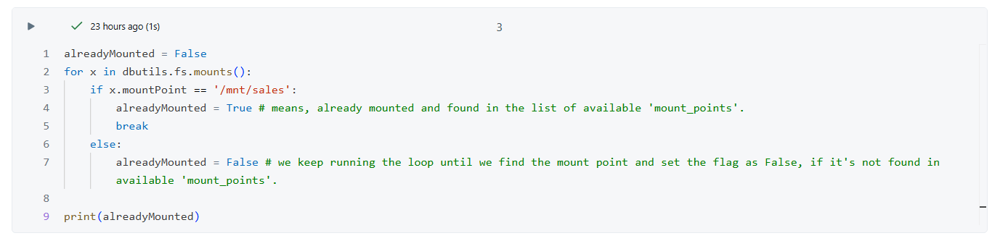 23 hours ago (1s)
3
1 alreadyMounted = False
2 for x in dbutils.fs.mounts():
3 if x.mountPoint == '/mnt/sales':
4 alreadyMounted = True # means, already mounted and found in the list of available 'mount_points'.
5 break
6 else:
7 alreadyMounted = False # we keep running the loop until we find the mount point and set the flag as False, if it's not found in
available 'mount_points'.
8
9 print(alreadyMounted)